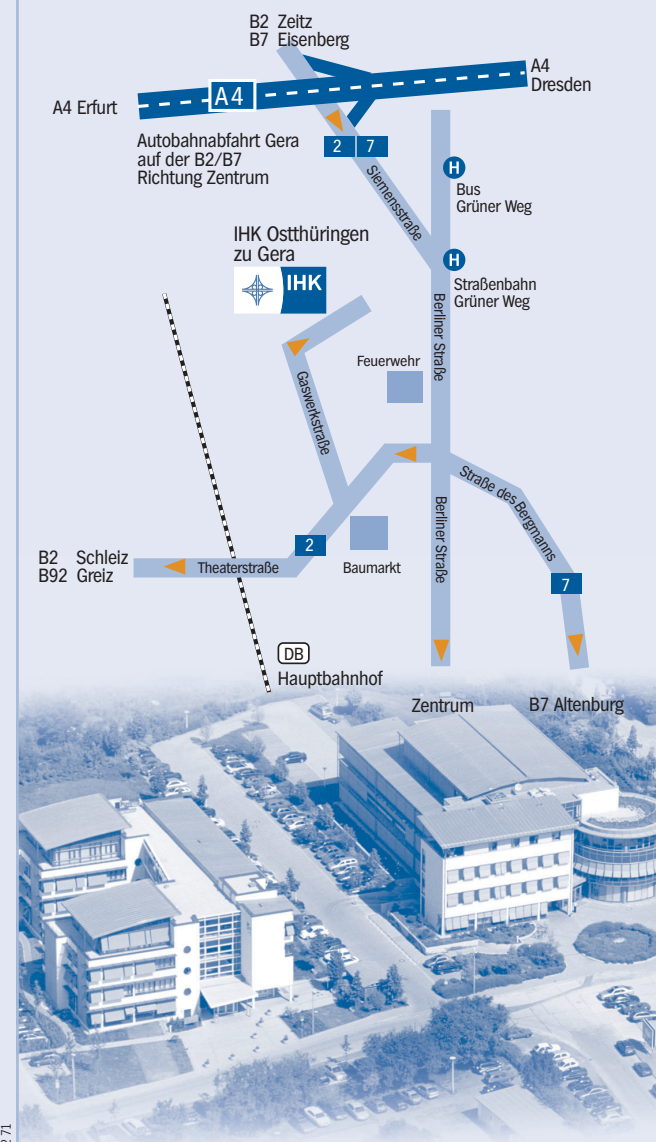 B2 Zeitz
B7 Eisenberg
A4
Dresden
A4
A4 Erfurt
Autobahnabfahrt Gera
auf der B2/B7
Richtung Zentrum
2 7
Siemensstraße
H
Bus
Grüner Weg
IHK Ostthüringen
zu Gera
IHK
H
Straßenbahn
Grüner Weg
Berliner Straße
Feuerwehr
Gaswerkstraße
Straße des Bergmanns
Berliner Straße
2
B2 Schleiz
B92 Greiz
Theaterstraße
Baumarkt
7
DB
Hauptbahnhof
Zentrum
B7 Altenburg